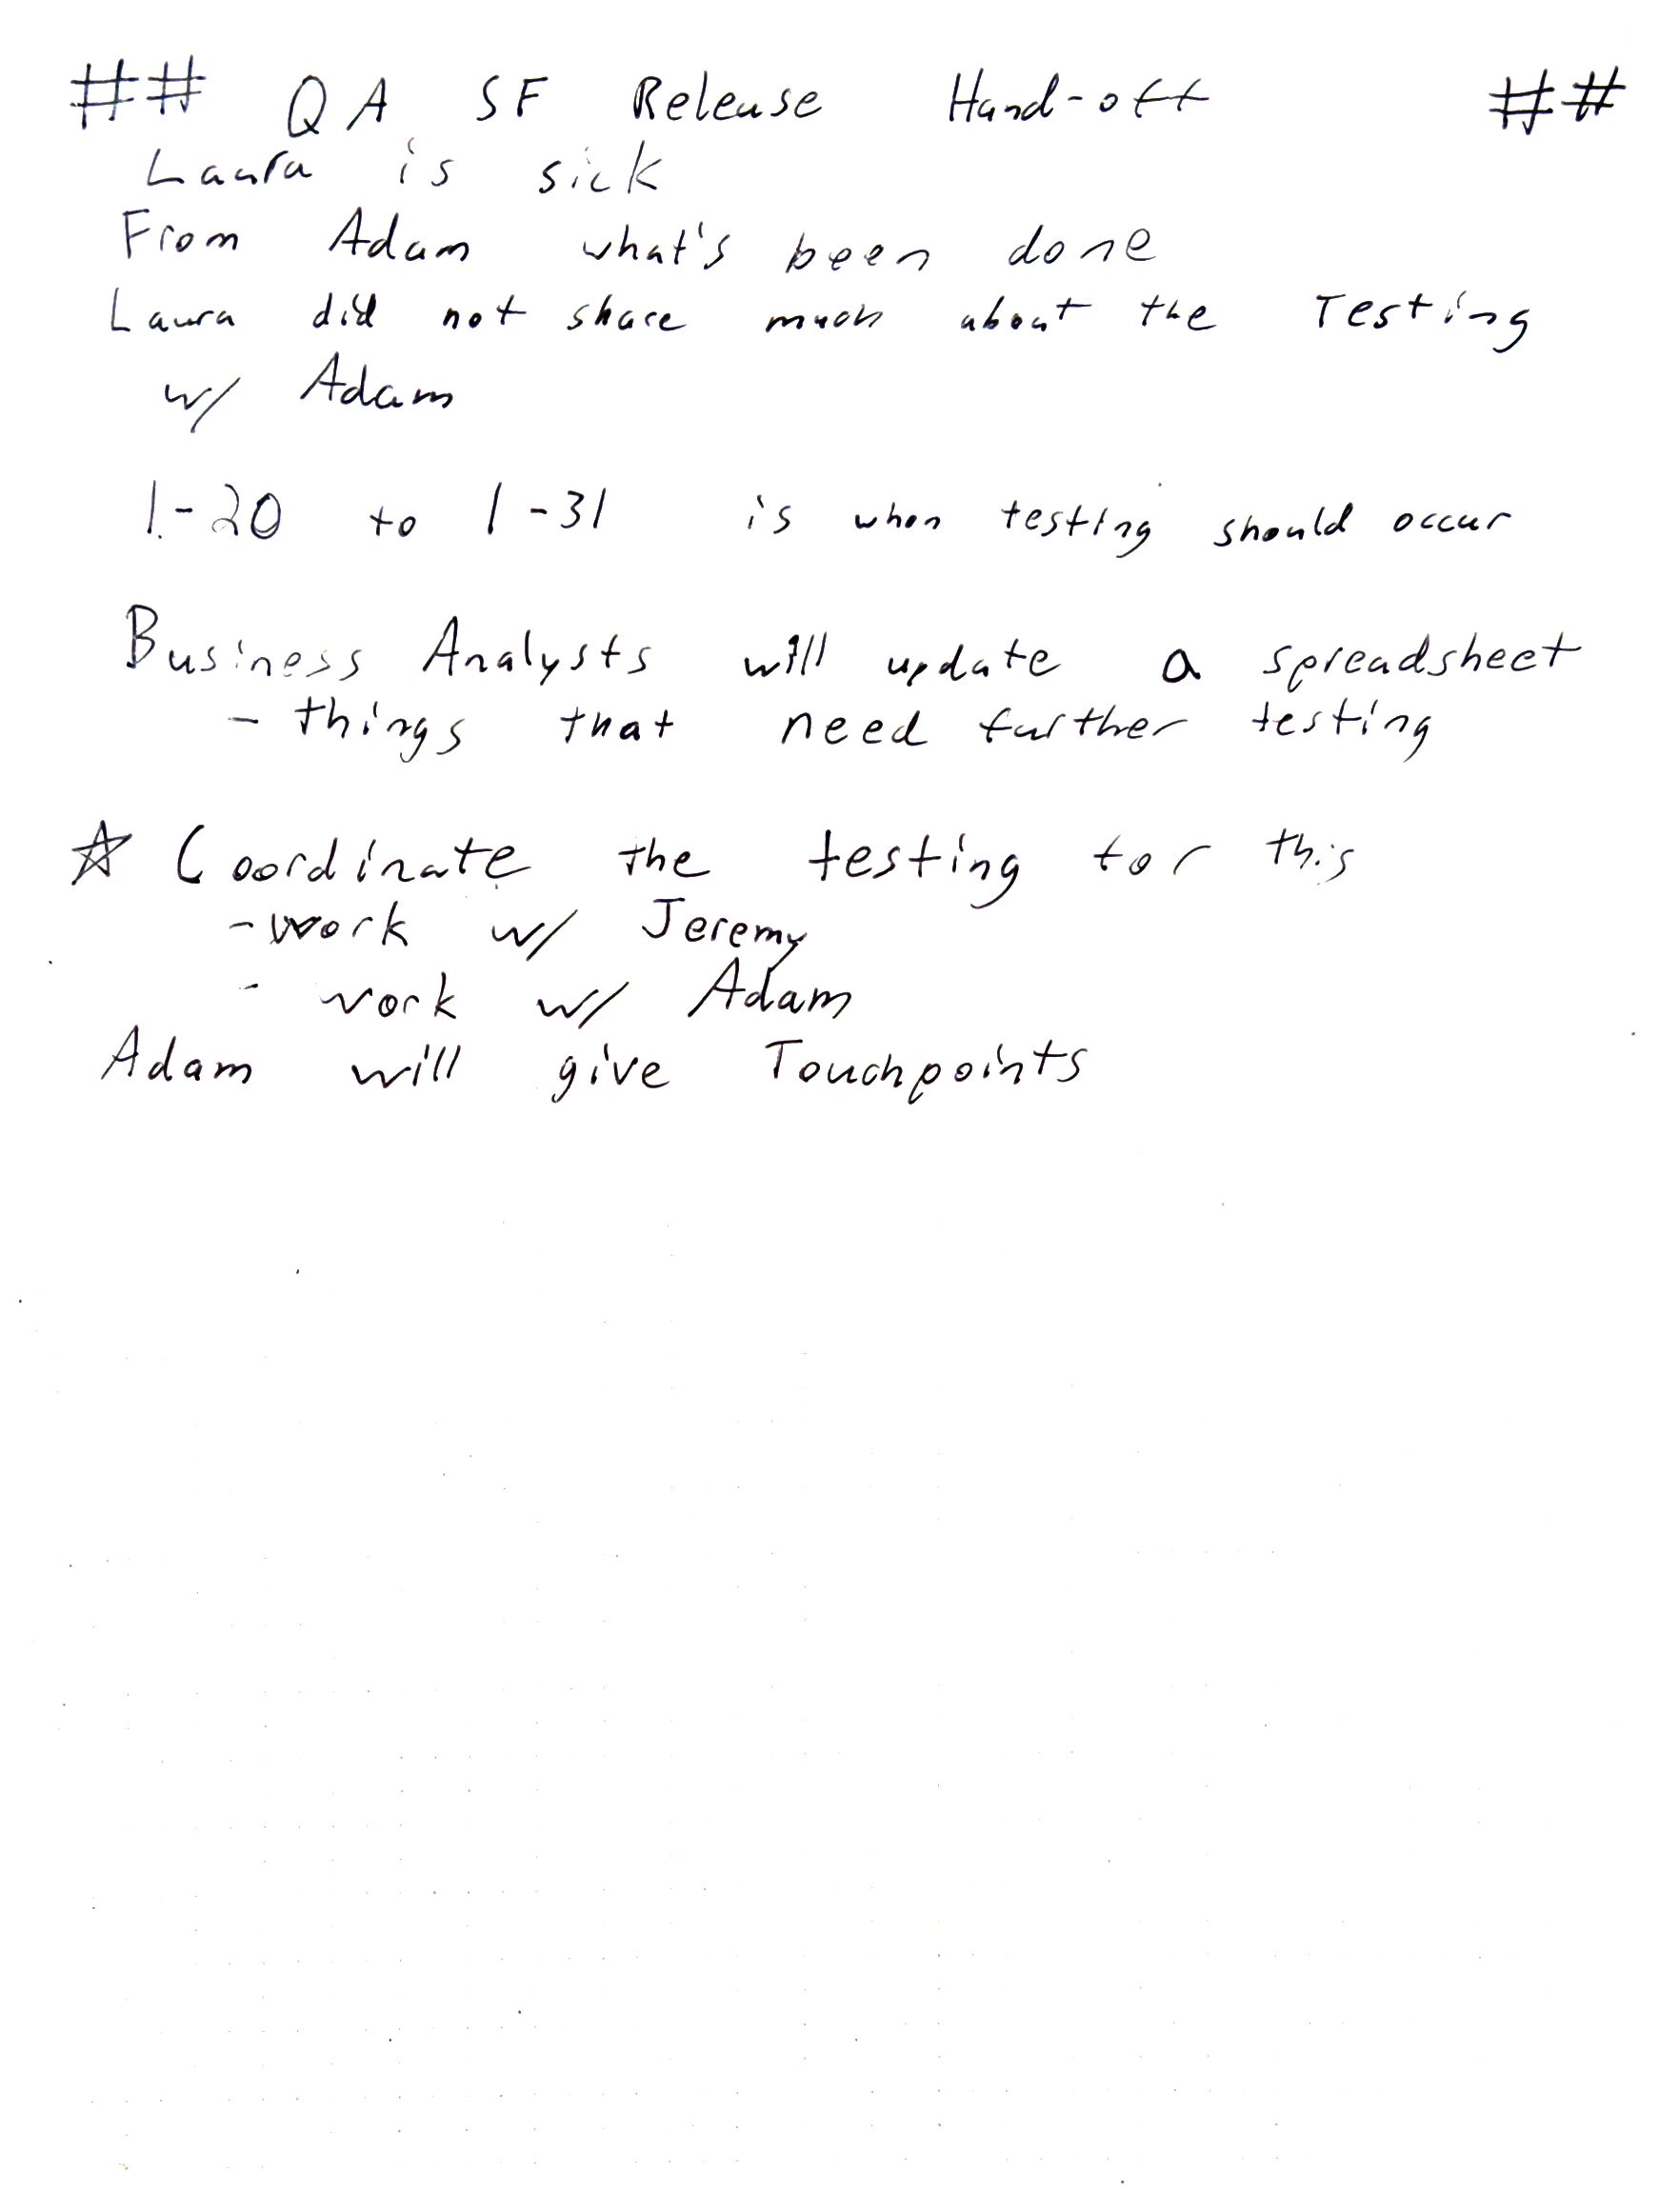 ## QA SF Release Hand-off ##
Laura is sick
From Adam what's been done
Laura did not share much about the Testing
w/ Adam
1-20 to 1-31 is when testing should occur
Business Analysts will update a spreadsheet
- things that need further testing
☆ Coordinate the testing for this
- work w/ Jeremy
- work w/ Adam
Adam will give Touchpoints